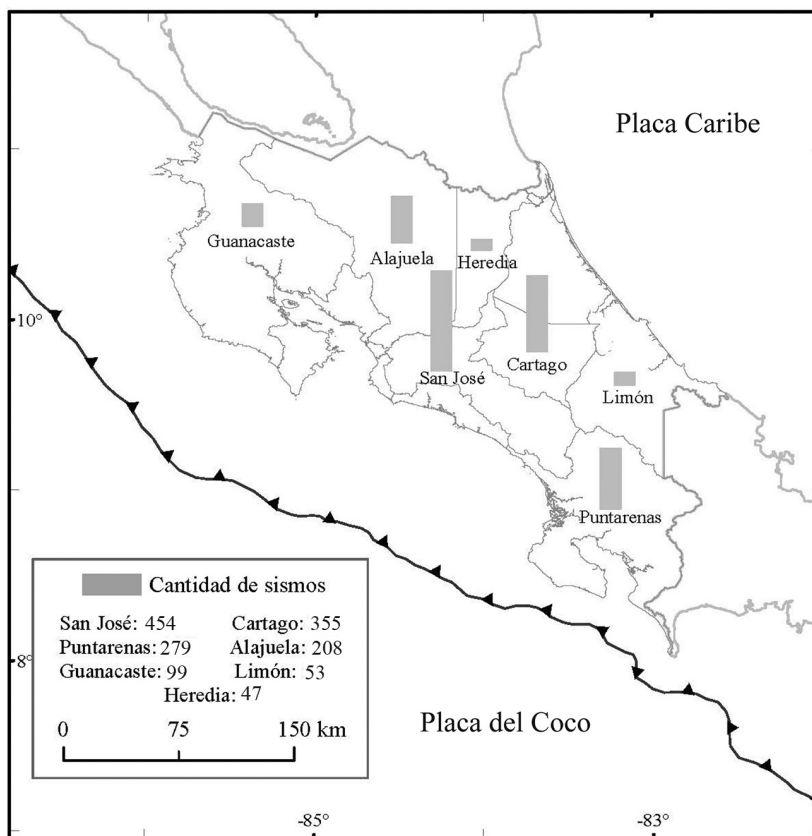 Placa Caribe
Guanacaste
Alajuela
Heredia
10°
San José
Cartago
Limón
Puntarenas
Cantidad de sismos
San José: 454 Cartago: 355
Puntarenas: 279 Alajuela: 208
Guanacaste: 99 Limón: 53
Heredia: 47
8°
0 75 150 km
Placa del Coco
-85° -83°